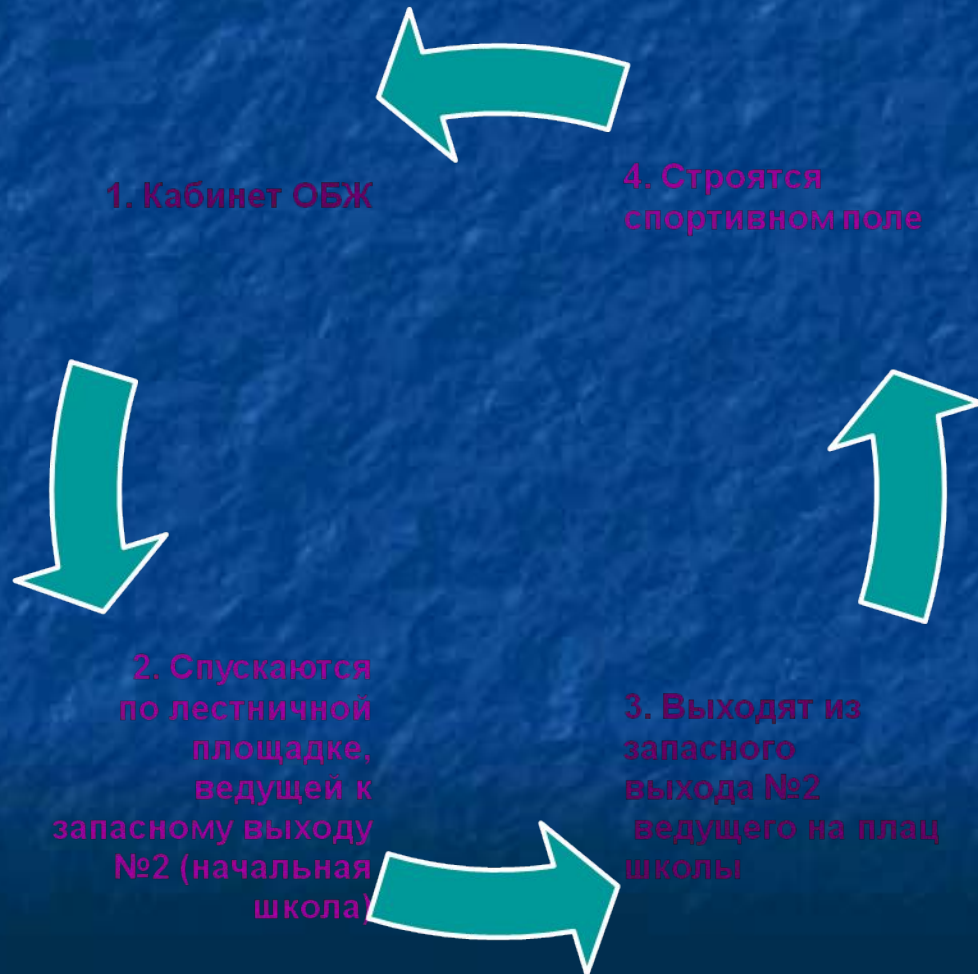 1. Кабинет ОБЖ
2. Спускаются
по лестничной
площадке,
ведущей к
запасному выходу
№2 (начальная
школа)
3. Выходят из
запасного
выхода №2
ведущего на плац
школы
4. Строятся
спортивном поле